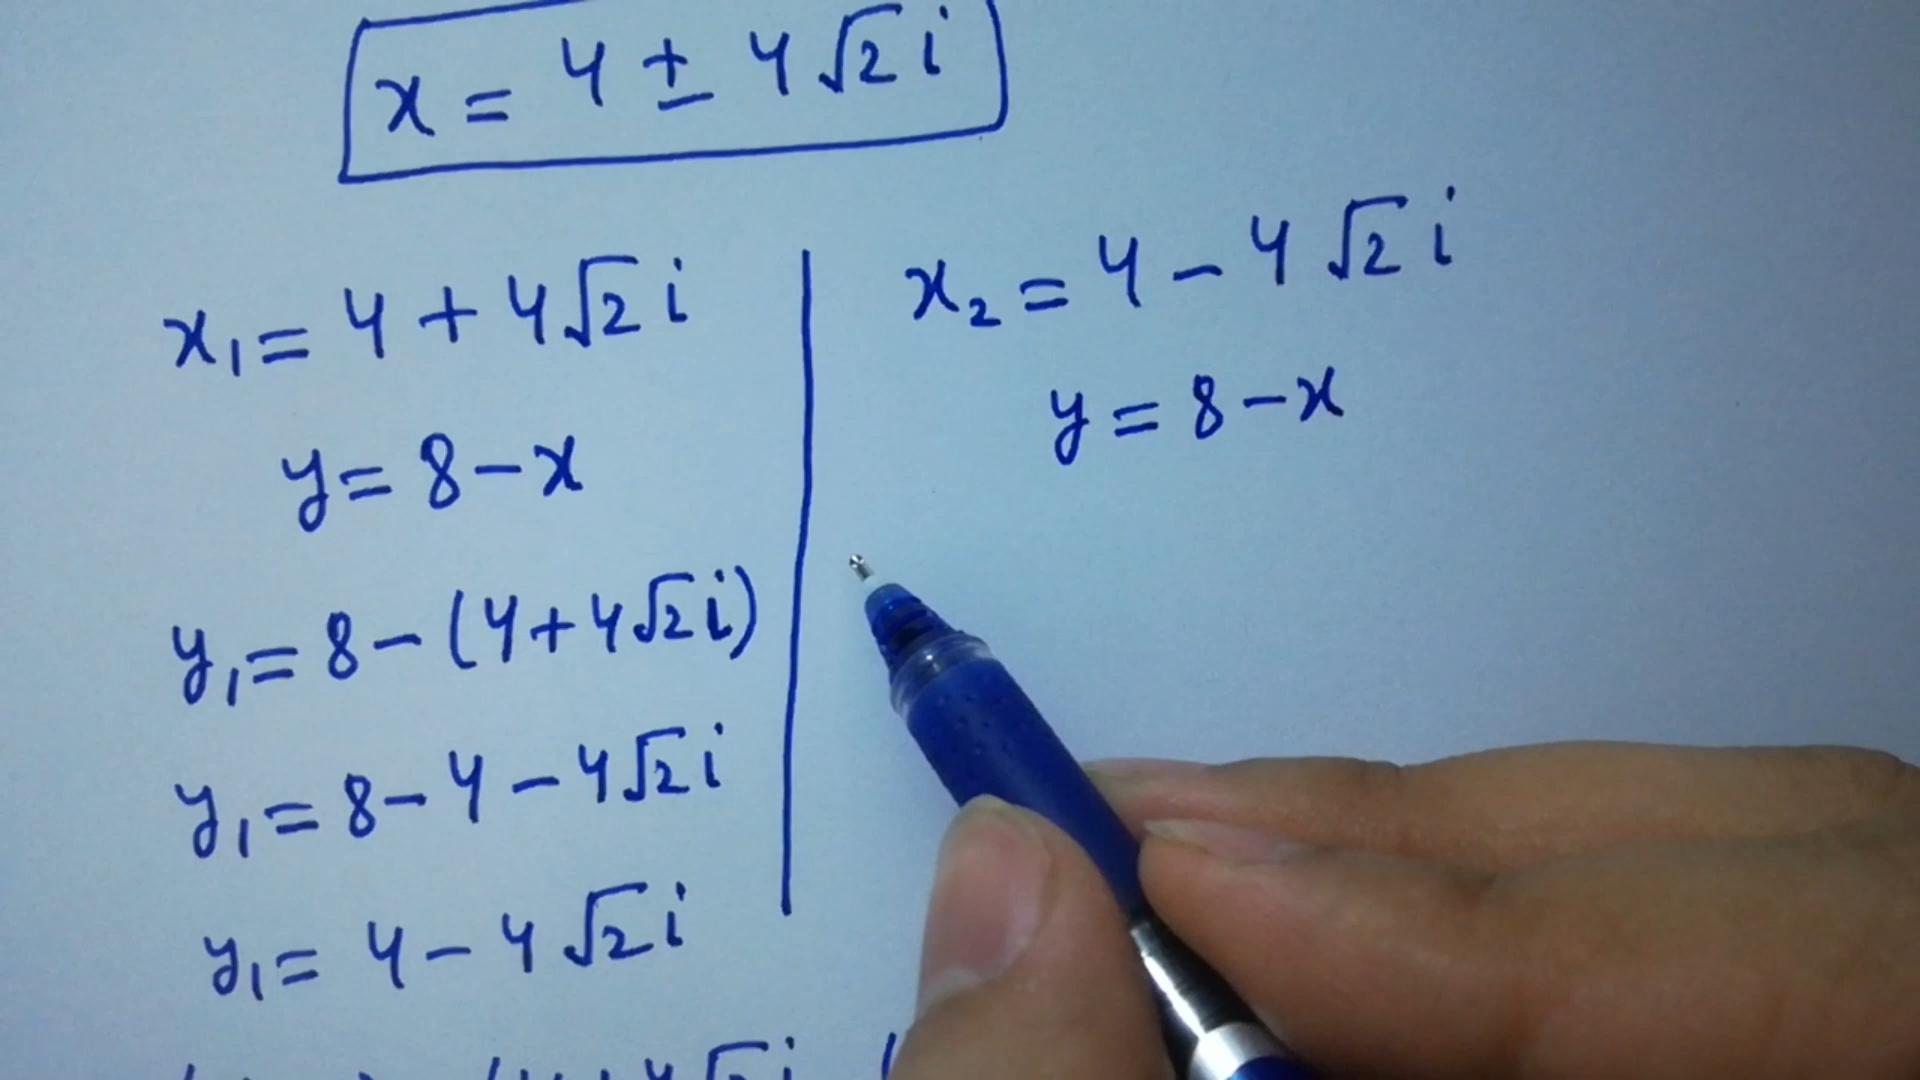 x = 4 ± 4√2 i
x₁ = 4 + 4√2 i
y = 8 - x
y₁ = 8 - (4 + 4√2 i)
y₁ = 8 - 4 - 4√2 i
y₁ = 4 - 4√2 i
x₂ = 4 - 4√2 i
y = 8 - x